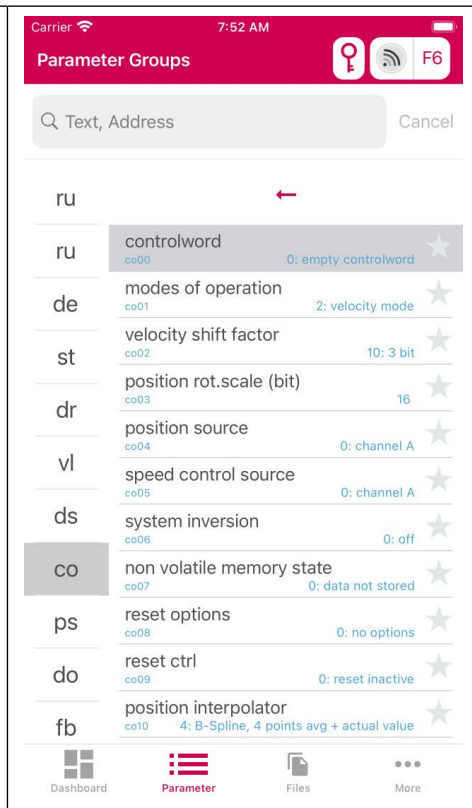 Carrier 7:52 AM
Parameter Groups F6
Text, Address Cancel
ru ←
ru
de
st
dr
vl
ds
co
ps
do
fb
controlword
co00 0: empty controlword
modes of operation
co01 2: velocity mode
velocity shift factor
co02 10: 3 bit
position rot.scale (bit)
co03 16
position source
co04 0: channel A
speed control source
co05 0: channel A
system inversion
co06 0: off
non volatile memory state
co07 0: data not stored
reset options
co08 0: no options
reset ctrl
co09 0: reset inactive
position interpolator
co10 4: B-Spline, 4 points avg + actual value
Dashboard Parameter Files More